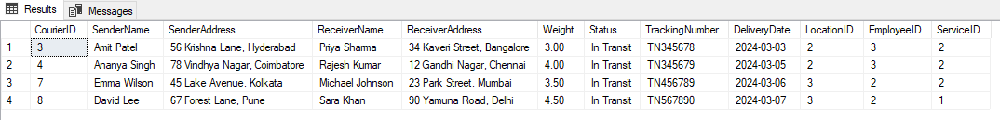 Results Messages
CourierID SenderName SenderAddress ReceiverName ReceiverAddress Weight Status TrackingNumber DeliveryDate LocationID EmployeeID ServiceID
1 3 Amit Patel 56 Krishna Lane, Hyderabad Priya Sharma 34 Kaveri Street, Bangalore 3.00 In Transit TN345678 2024-03-03 2 3 2
2 4 Ananya Singh 78 Vindhya Nagar, Coimbatore Rajesh Kumar 12 Gandhi Nagar, Chennai 4.00 In Transit TN345679 2024-03-05 2 3 2
3 7 Emma Wilson 45 Lake Avenue, Kolkata Michael Johnson 23 Park Street, Mumbai 3.50 In Transit TN456789 2024-03-06 3 2 2
4 8 David Lee 67 Forest Lane, Pune Sara Khan 90 Yamuna Road, Delhi 4.50 In Transit TN567890 2024-03-07 3 2 1